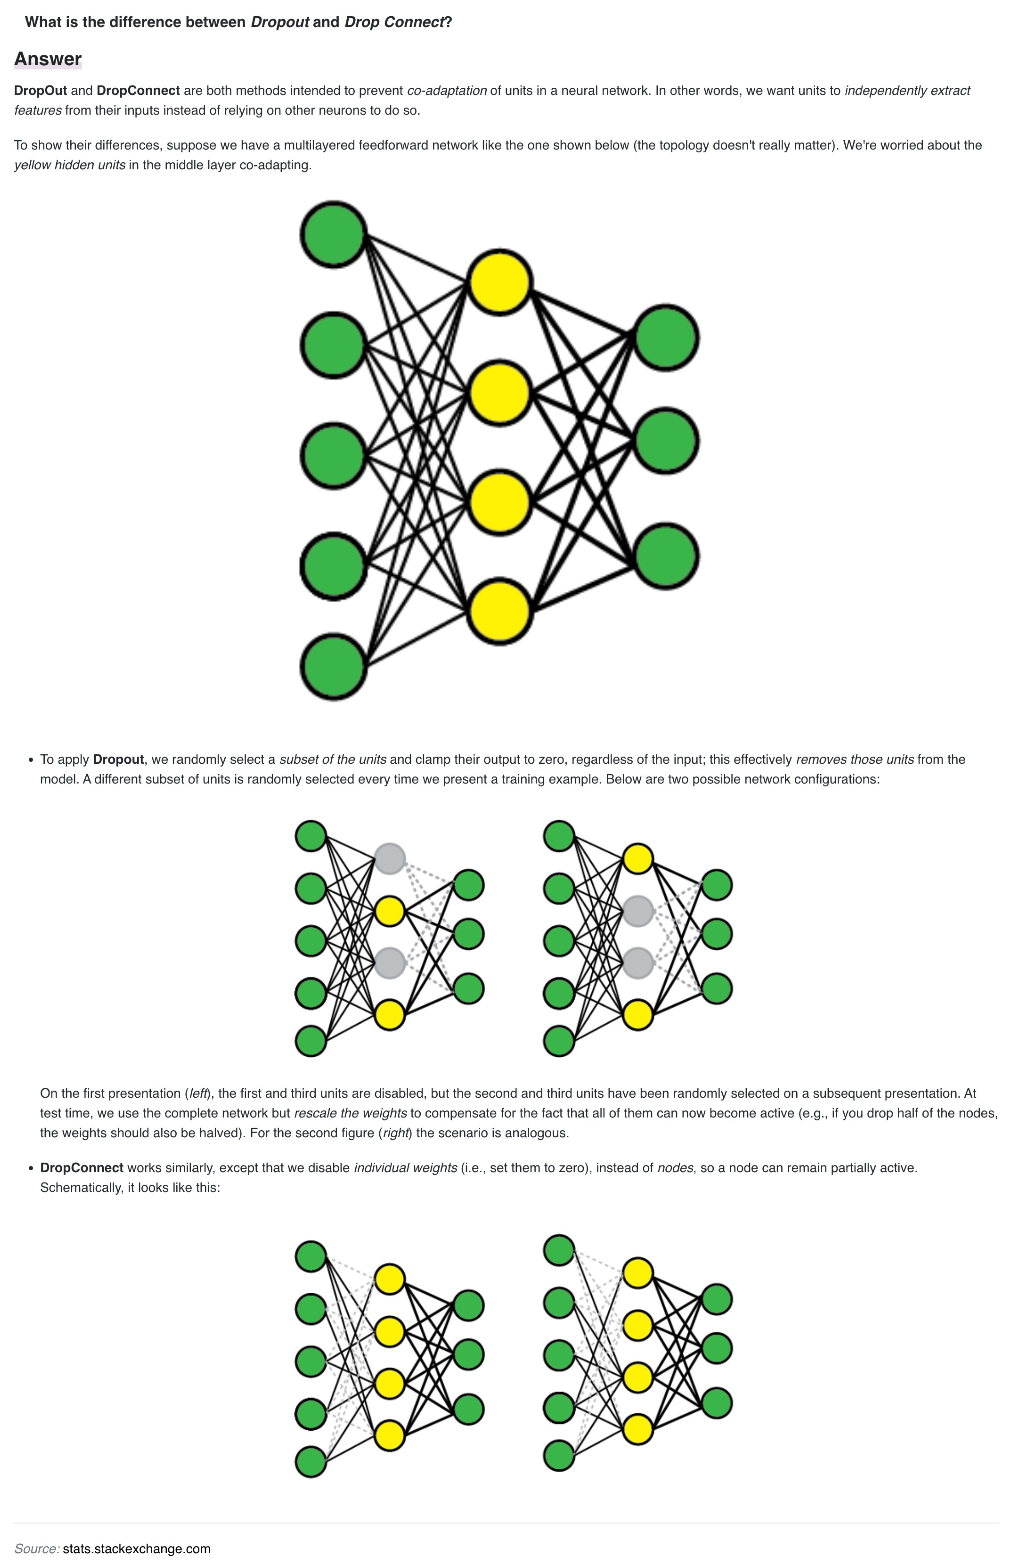 What is the difference between Dropout and Drop Connect?
Answer
DropOut and DropConnect are both methods intended to prevent co-adaptation of units in a neural network. In other words, we want units to independently extract
features from their inputs instead of relying on other neurons to do so.
To show their differences, suppose we have a multilayered feedforward network like the one shown below (the topology doesn't really matter). We're worried about the
yellow hidden units in the middle layer co-adapting.
• To apply Dropout, we randomly select a subset of the units and clamp their output to zero, regardless of the input; this effectively removes those units from the
model. A different subset of units is randomly selected every time we present a training example. Below are two possible network configurations:
On the first presentation (left), the first and third units are disabled, but the second and third units have been randomly selected on a subsequent presentation. At
test time, we use the complete network but rescale the weights to compensate for the fact that all of them can now become active (e.g., if you drop half of the nodes,
the weights should also be halved). For the second figure (right) the scenario is analogous.
• DropConnect works similarly, except that we disable individual weights (i.e., set them to zero), instead of nodes, so a node can remain partially active.
Schematically, it looks like this:
Source: stats.stackexchange.com